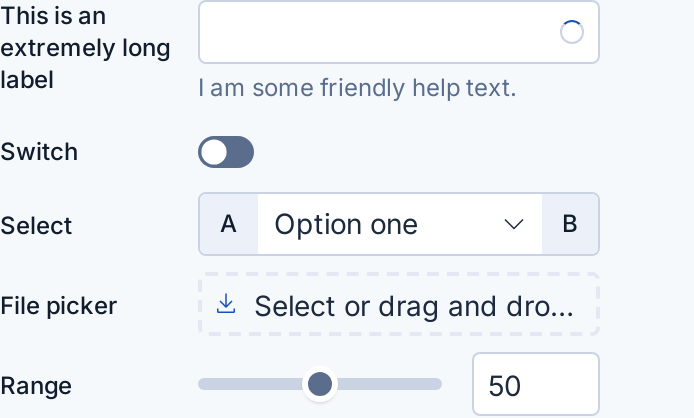 This is an
extremely long
label
I am some friendly help text.
Switch
Select
A
Option one
B
File picker
Select or drag and dro...
Range
50